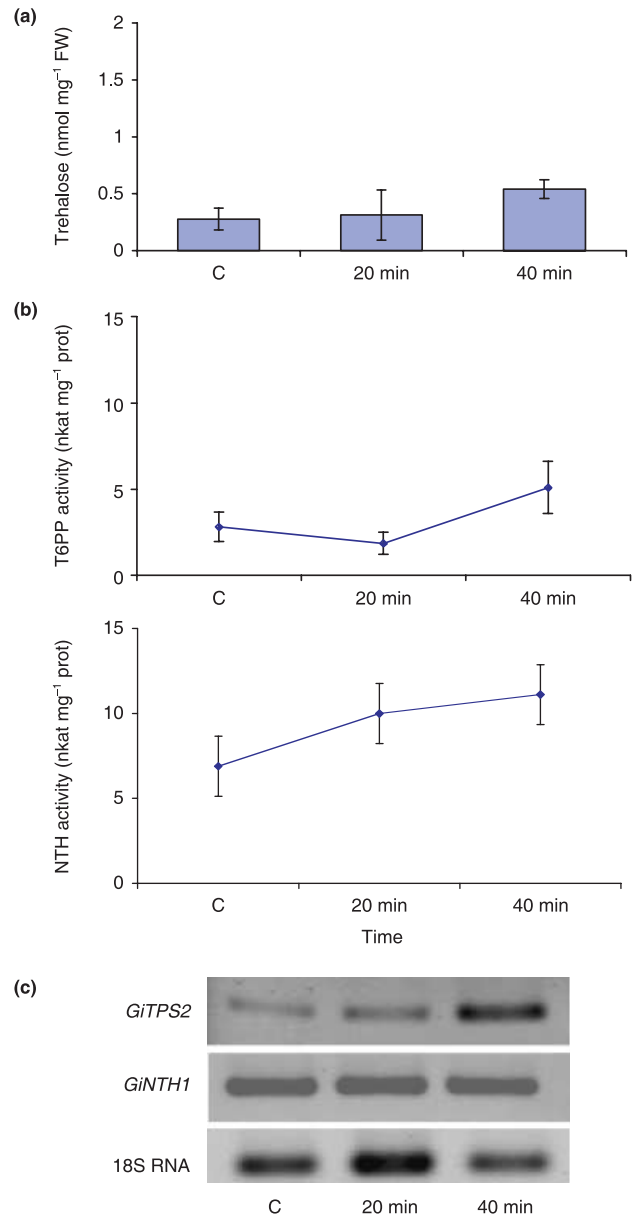 (a)
Trehalose (nmol mg⁻¹ FW)
2
1.5
1
0.5
0
C 20 min 40 min
(b)
T6PP activity (nkat mg⁻¹ prot)
15
10
5
0
C 20 min 40 min
NTH activity (nkat mg⁻¹ prot)
15
10
5
0
C 20 min 40 min
Time
(c)
GiTPS2
GiNTH1
18S RNA
C 20 min 40 min